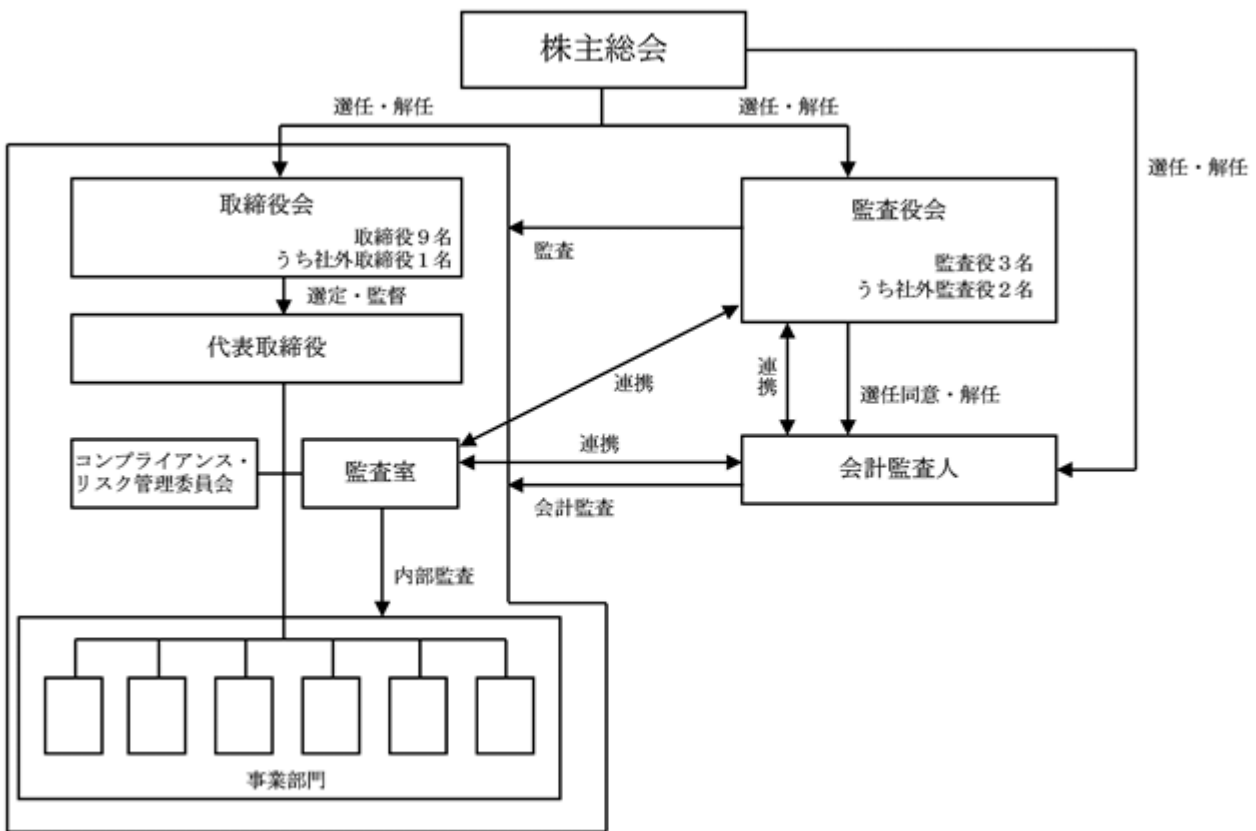 株主総会
選任・解任
選任・解任
選任・解任
取締役会
取締役９名
うち社外取締役１名
監査役会
監査役３名
うち社外監査役２名
監査
選定・監督
代表取締役
連携
連携
選任同意・解任
コンプライアンス・
リスク管理委員会
監査室
連携
会計監査人
会計監査
内部監査
事業部門